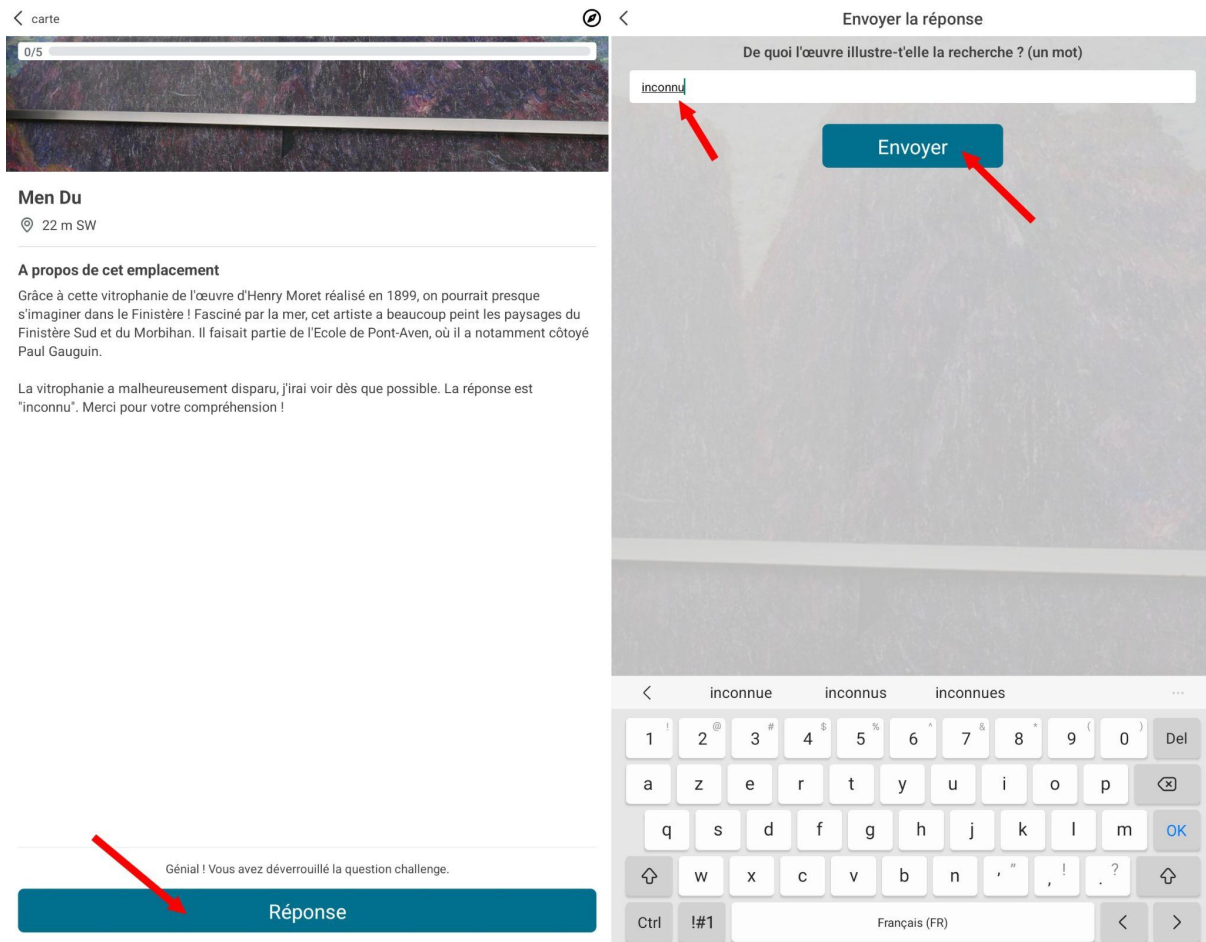 carte
0/5
Men Du
22 m SW
A propos de cet emplacement
Grâce à cette vitrophanie de l'œuvre d'Henry Moret réalisé en 1899, on pourrait presque
s'imaginer dans le Finistère ! Fasciné par la mer, cet artiste a beaucoup peint les paysages du
Finistère Sud et du Morbihan. Il faisait partie de l'Ecole de Pont-Aven, où il a notamment côtoyé
Paul Gauguin.
La vitrophanie a malheureusement disparu, j'irai voir dès que possible. La réponse est
"inconnu". Merci pour votre compréhension !
Génial ! Vous avez déverrouillé la question challenge.
Réponse
Envoyer la réponse
De quoi l'œuvre illustre-t'elle la recherche ? (un mot)
inconnu
Envoyer
inconnue inconnus inconnues ...
1 ! 2 @ 3 # 4 $ 5 % 6 ^ 7 & 8 * 9 ( 0 ) Del
a z e r t y u i o p
q s d f g h j k l m OK
w x c v b n ' " , ! . ?
Ctrl !#1 Français (FR) < >